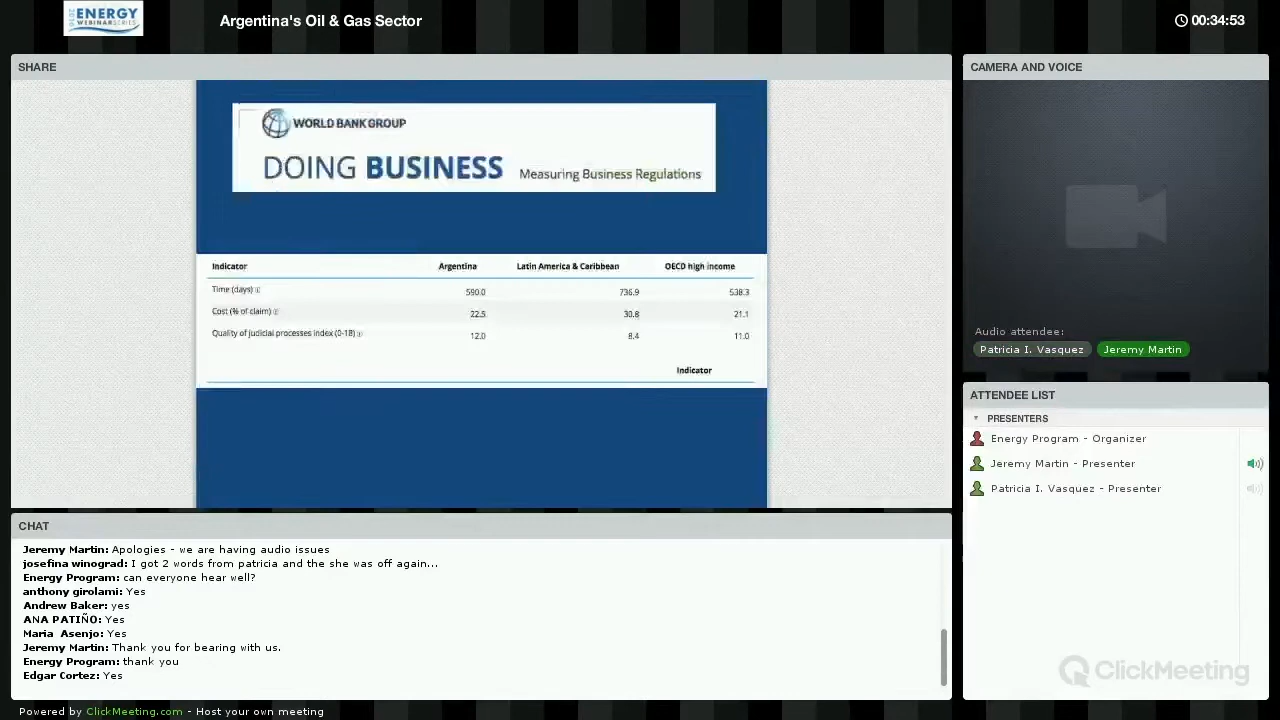 2016 ENERGY
WEBINAR SERIES
Argentina's Oil & Gas Sector
00:34:53
SHARE
WORLD BANK GROUP
DOING BUSINESS Measuring Business Regulations
Indicator Argentina Latin America & Caribbean OECD high income
Time (days) 590.0 736.9 538.3
Cost (% of claim) 22.5 30.8 21.1
Quality of judicial processes index (0-18) 12.0 8.4 11.0
Indicator
CHAT
Jeremy Martin: Apologies - we are having audio issues
josefina winograd: I got 2 words from patricia and the she was off again...
Energy Program: can everyone hear well?
anthony girolami: Yes
Andrew Baker: yes
ANA PATIÑO: Yes
Maria Asenjo: Yes
Jeremy Martin: Thank you for bearing with us.
Energy Program: thank you
Edgar Cortez: Yes
CAMERA AND VOICE
Audio attendee:
Patricia I. Vasquez Jeremy Martin
ATTENDEE LIST
PRESENTERS
Energy Program - Organizer
Jeremy Martin - Presenter
Patricia I. Vasquez - Presenter
ClickMeeting
Powered by ClickMeeting.com - Host your own meeting